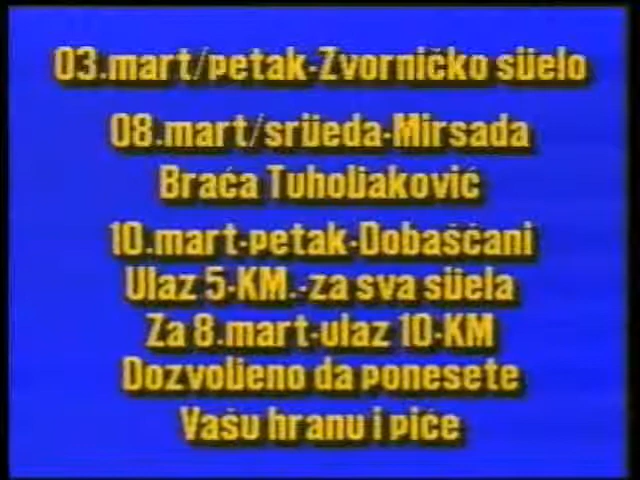 03.mart/petak-Zvorničko sijelo
08.mart/srijeda-Mirsada
Braća Tuholjaković
10.mart-petak-Dobašćani
Ulaz 5-KM.-za sva sijela
Za 8.mart-ulaz 10-KM
Dozvoljeno da ponesete
Vašu hranu i piće